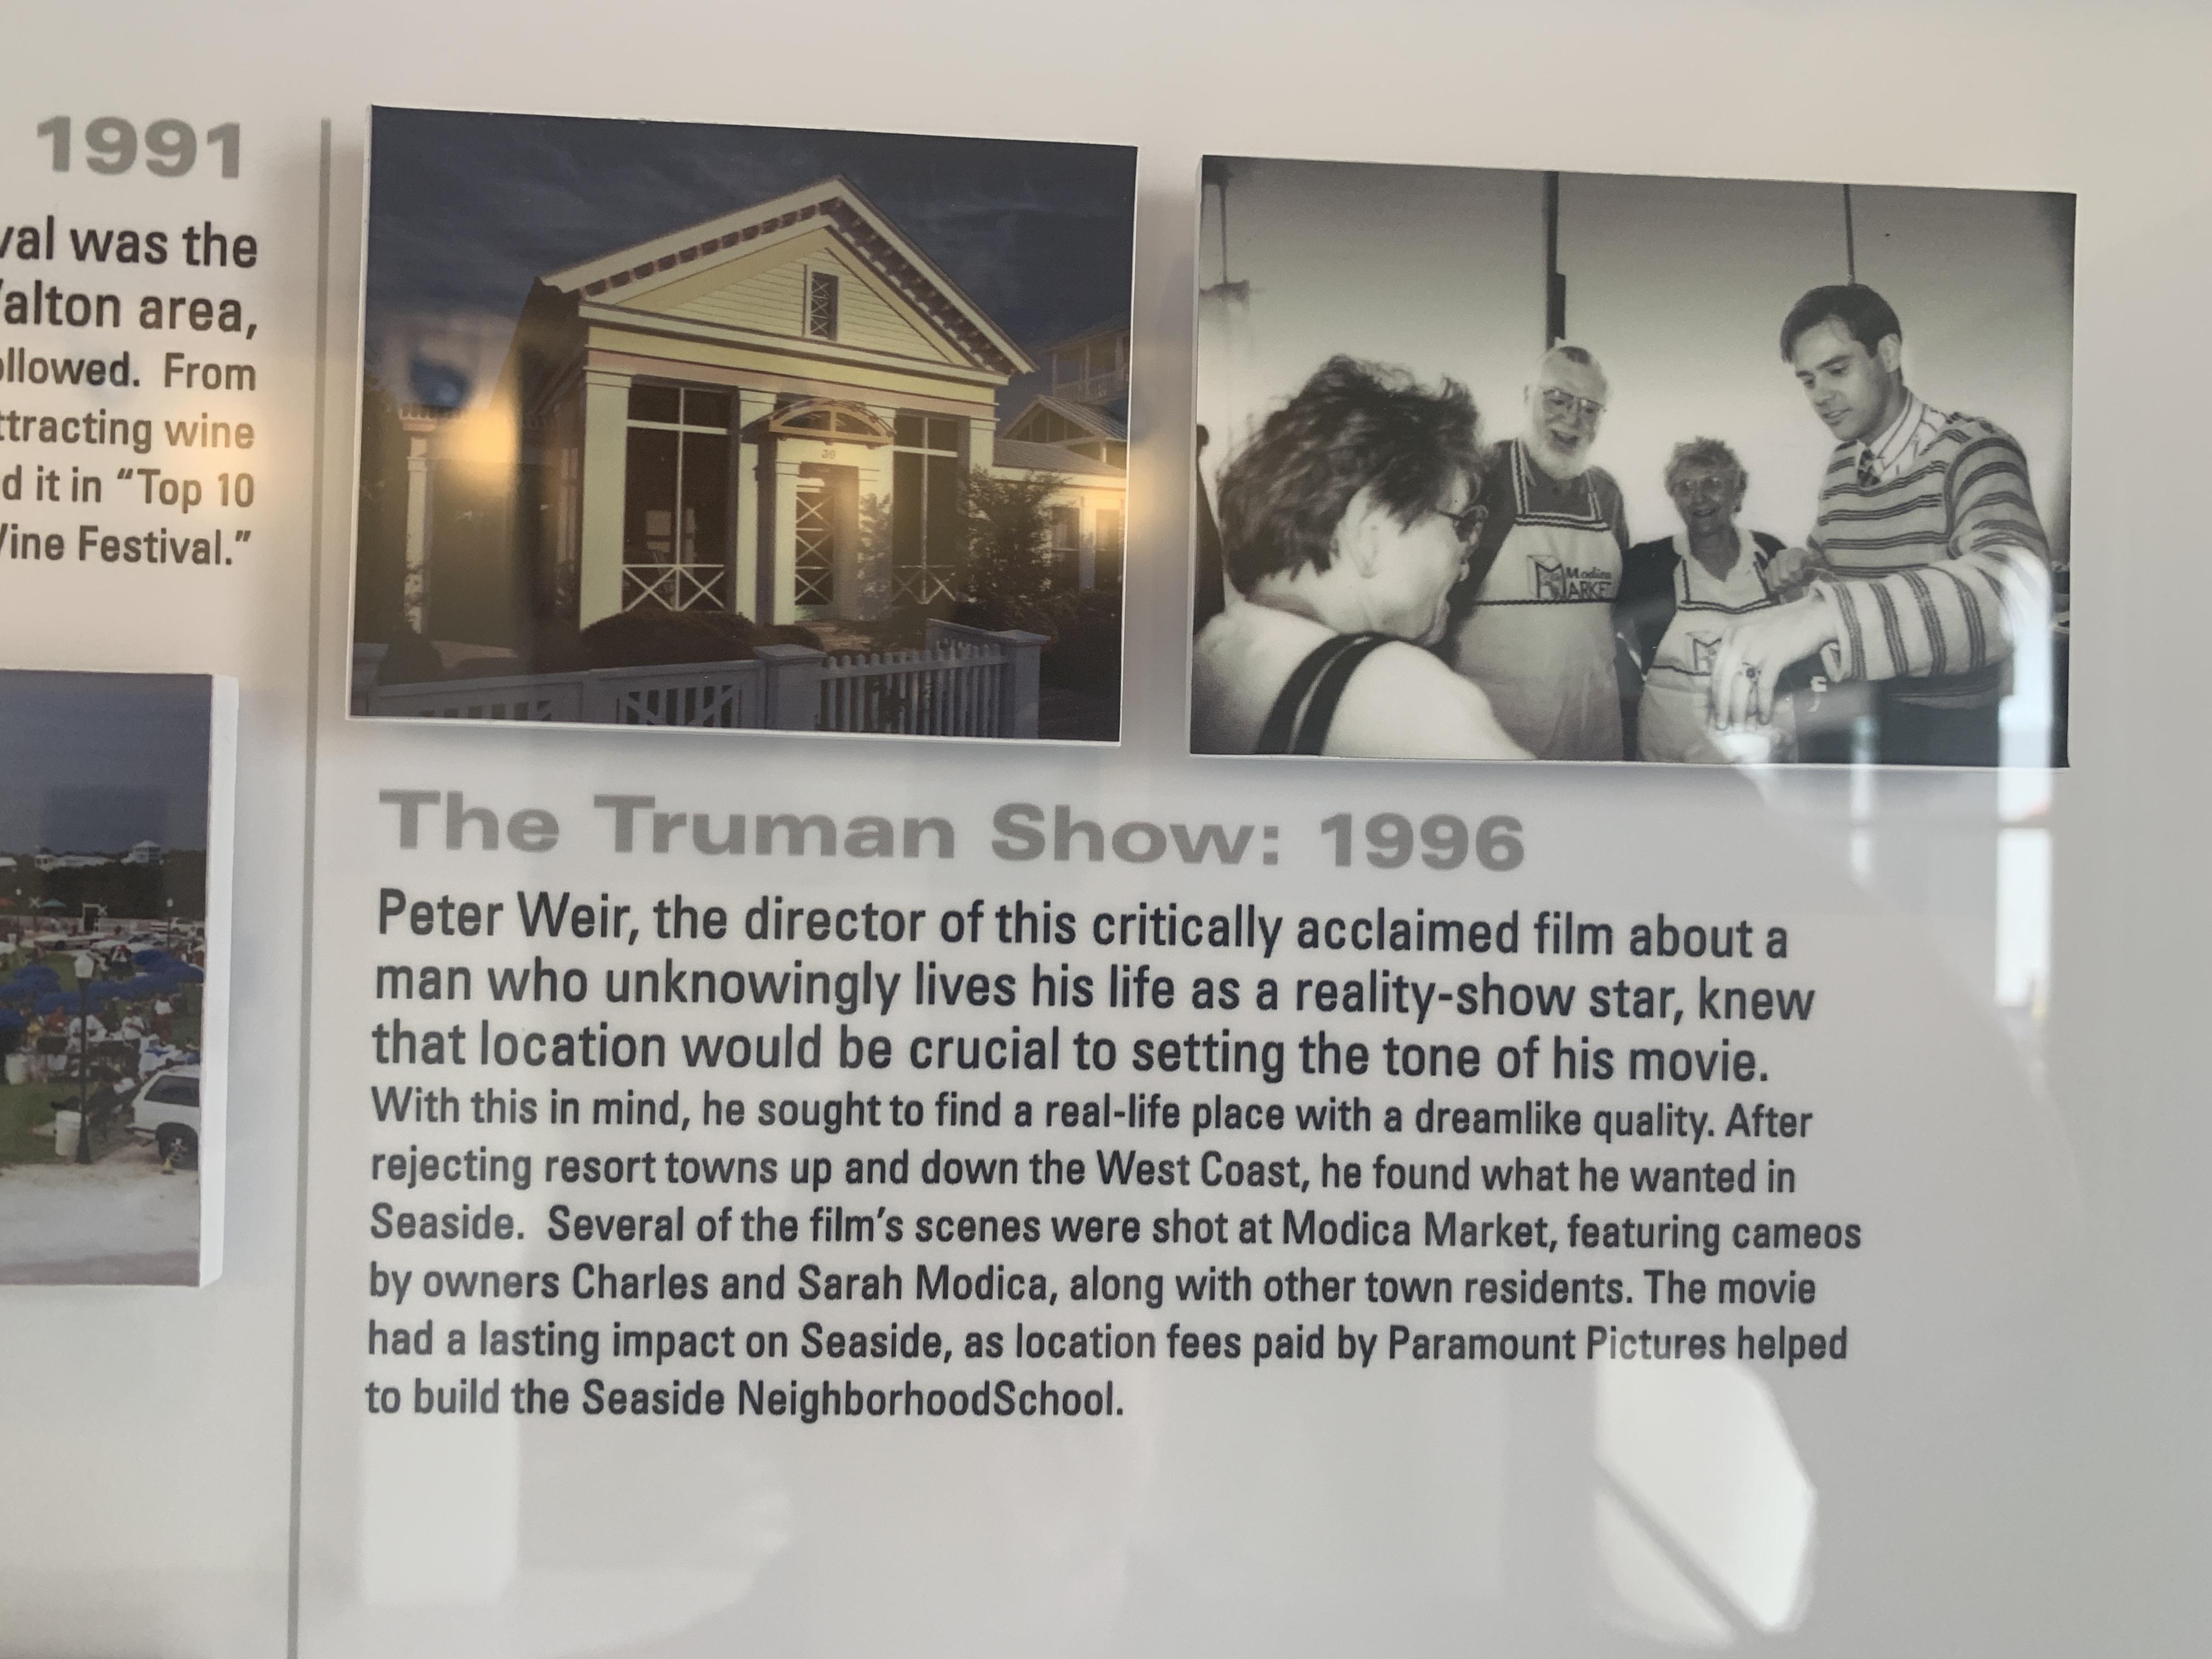 1991
val was the
alton area,
ollowed. From
ttracting wine
d it in “Top 10
ine Festival.”
39
Modica
MARKET
The Truman Show: 1996
Peter Weir, the director of this critically acclaimed film about a
man who unknowingly lives his life as a reality-show star, knew
that location would be crucial to setting the tone of his movie.
With this in mind, he sought to find a real-life place with a dreamlike quality. After
rejecting resort towns up and down the West Coast, he found what he wanted in
Seaside. Several of the film’s scenes were shot at Modica Market, featuring cameos
by owners Charles and Sarah Modica, along with other town residents. The movie
had a lasting impact on Seaside, as location fees paid by Paramount Pictures helped
to build the Seaside NeighborhoodSchool.